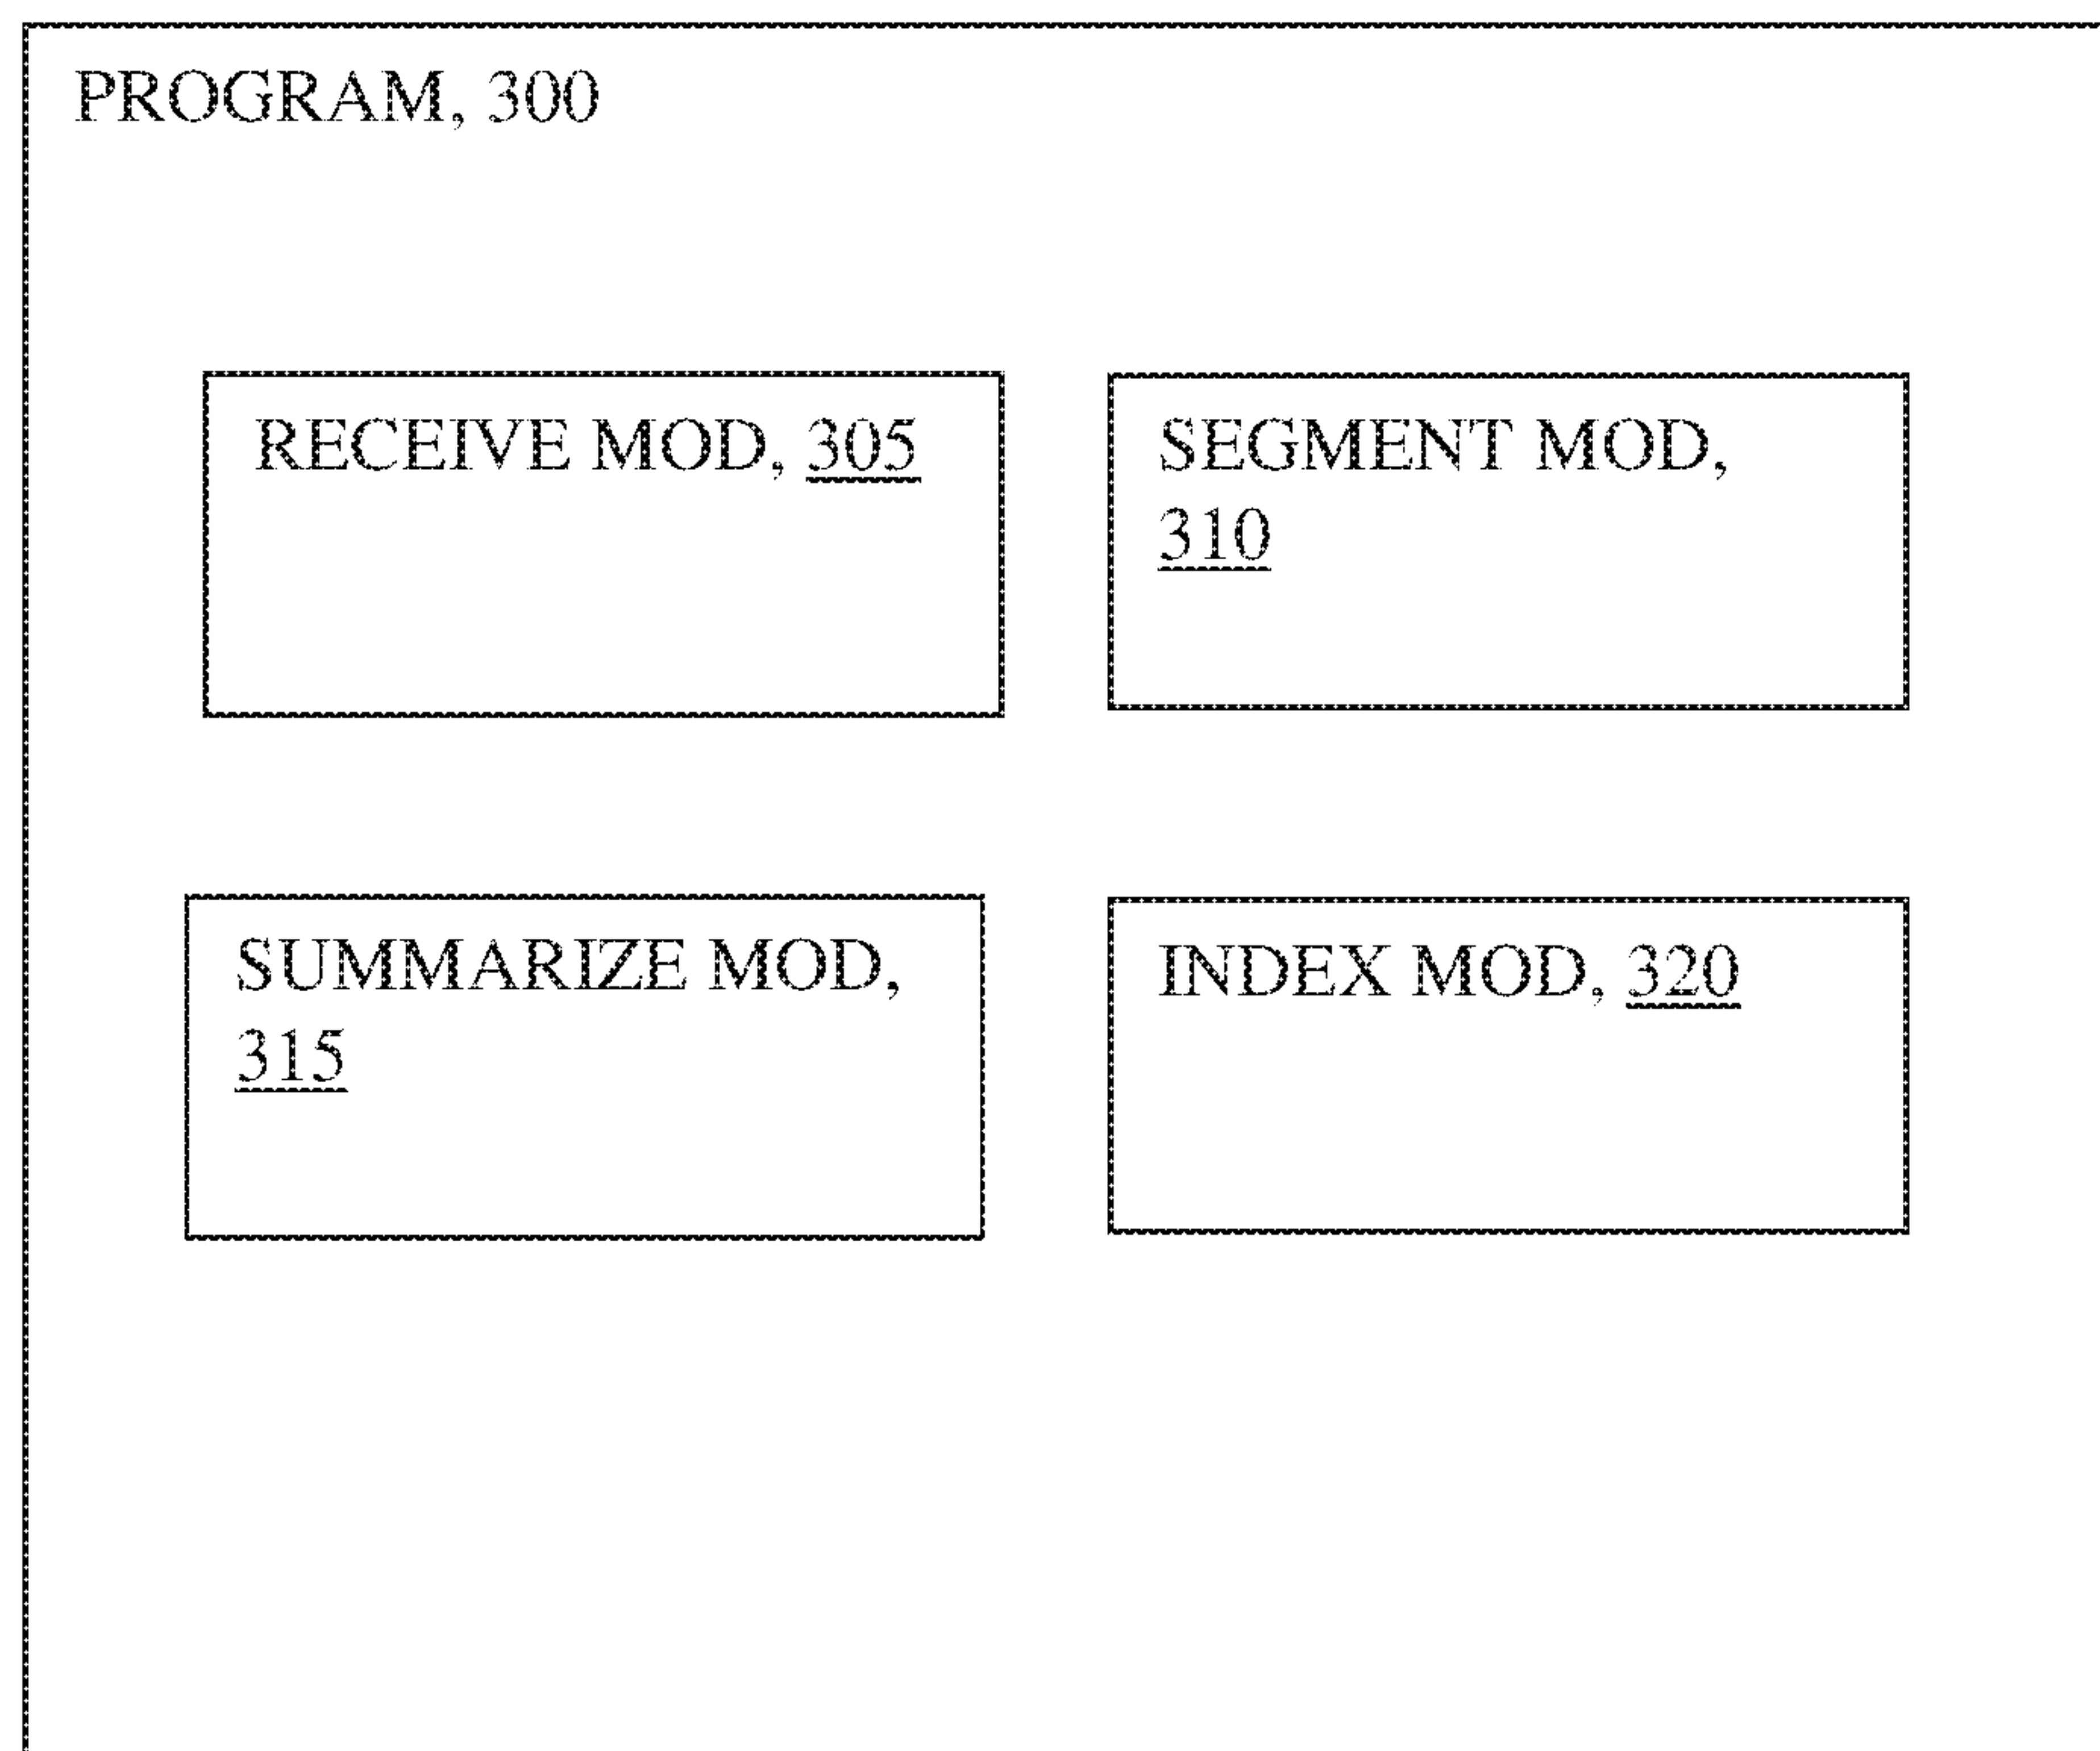 PROGRAM, 300
RECEIVE MOD, 305
SEGMENT MOD,
310
SUMMARIZE MOD,
315
INDEX MOD, 320